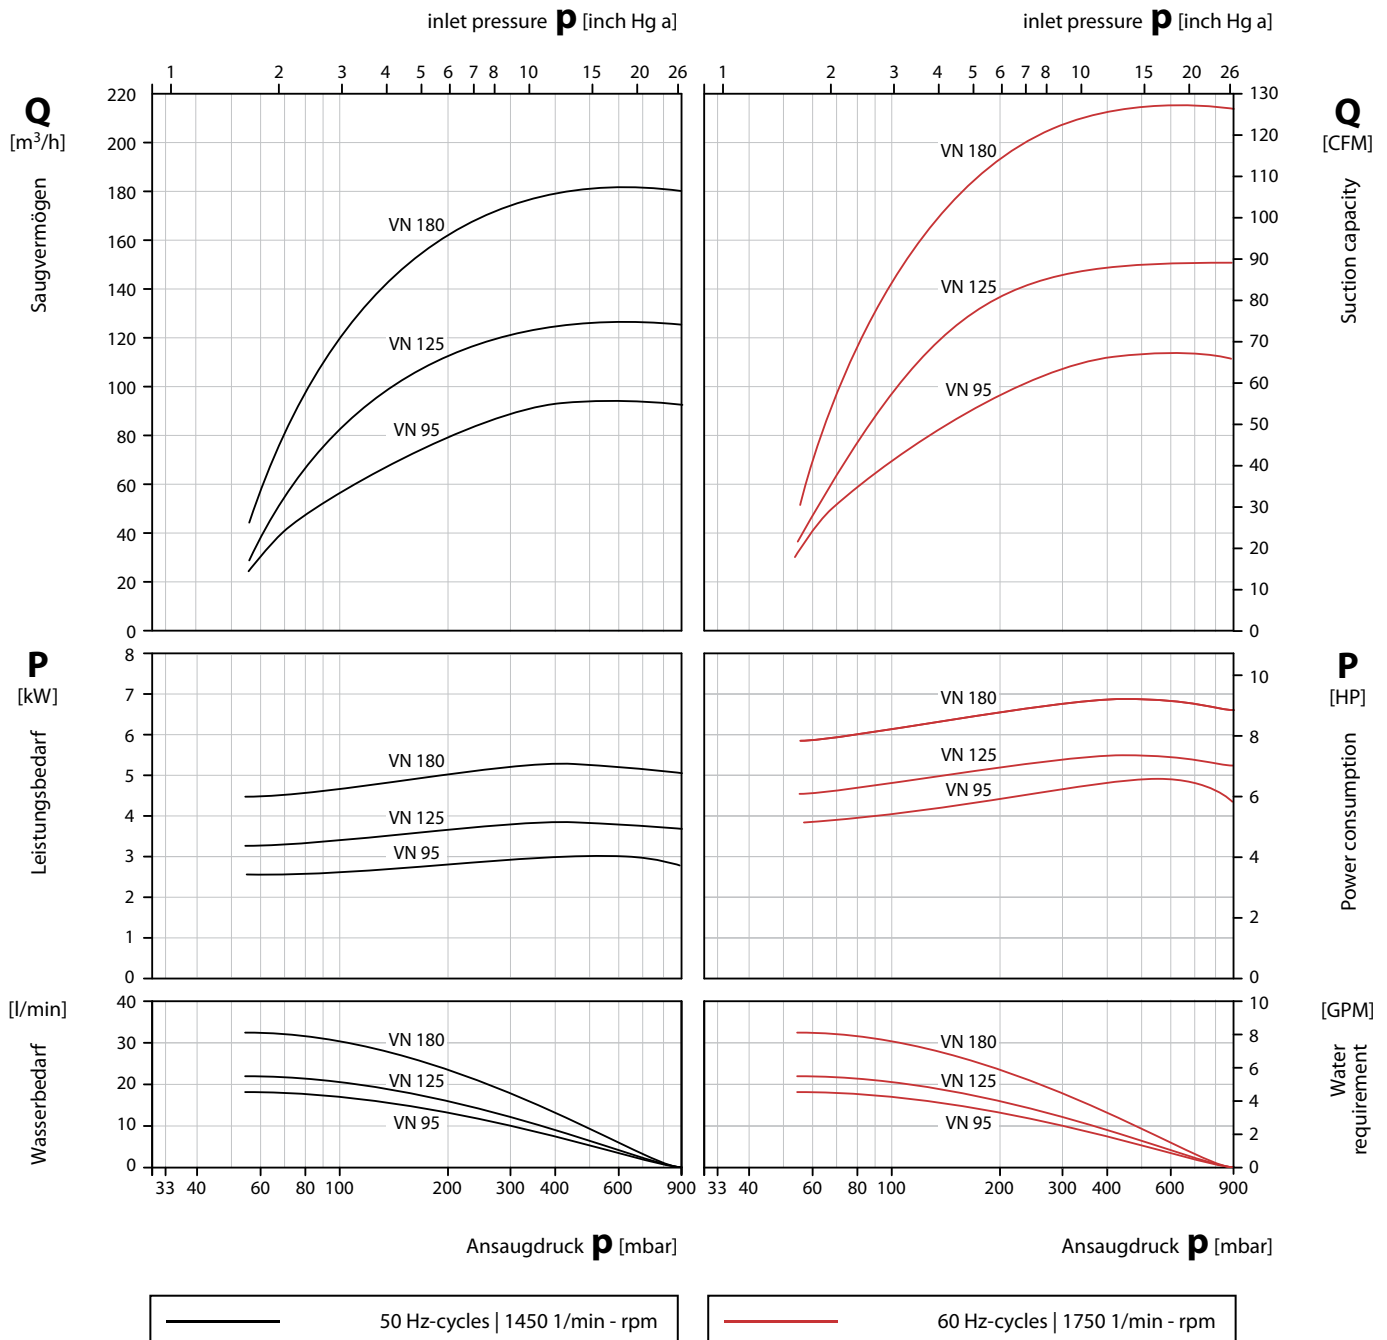 inlet pressure p [inch Hg a] inlet pressure p [inch Hg a]
1 2 3 4 5 6 7 8 10 15 20 26 1 2 3 4 5 6 7 8 10 15 20 26
Q
[m³/h]
Saugvermögen
220
200
180
160
140
120
100
80
60
40
20
0
VN 180
VN 125
VN 95
VN 180
VN 125
VN 95
130
120
110
100
90
80
70
60
50
40
30
20
10
0
Q
[CFM]
Suction capacity
P
[kW]
Leistungsbedarf
8
7
6
5
4
3
2
1
0
VN 180
VN 125
VN 95
VN 180
VN 125
VN 95
10
8
6
4
2
0
P
[HP]
Power consumption
[l/min]
Wasserbedarf
40
30
20
10
0
VN 180
VN 125
VN 95
VN 180
VN 125
VN 95
10
8
6
4
2
0
[GPM]
Water
requirement
33 40 60 80 100 200 300 400 600 900 33 40 60 80 100 200 300 400 600 900
Ansaugdruck p [mbar] Ansaugdruck p [mbar]
50 Hz-cycles | 1450 1/min - rpm 60 Hz-cycles | 1750 1/min - rpm